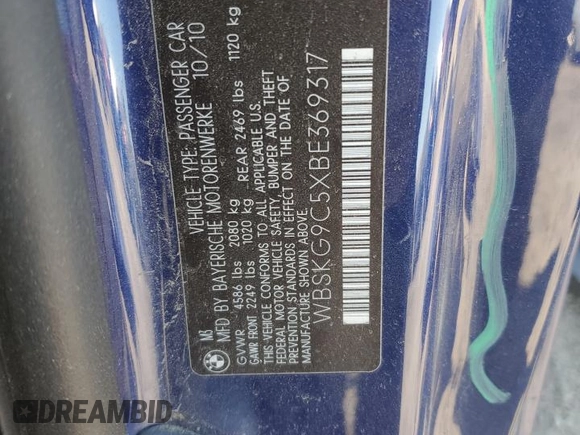 MS
VEHICLE TYPE: PASSENGER CAR
MFD BY BAYERISCHE MOTORENWERKE 10/10
GVWR 4586 lbs 2080 kg
GAWR FRONT 2249 lbs 1020 kg REAR 2469 lbs 1120 kg
THIS VEHICLE CONFORMS TO ALL APPLICABLE U.S.
FEDERAL MOTOR VEHICLE SAFETY, BUMPER AND THEFT
PREVENTION STANDARDS IN EFFECT ON THE DATE OF
MANUFACTURE SHOWN ABOVE.
WBSKG9C5XBE369317
DREAMBID